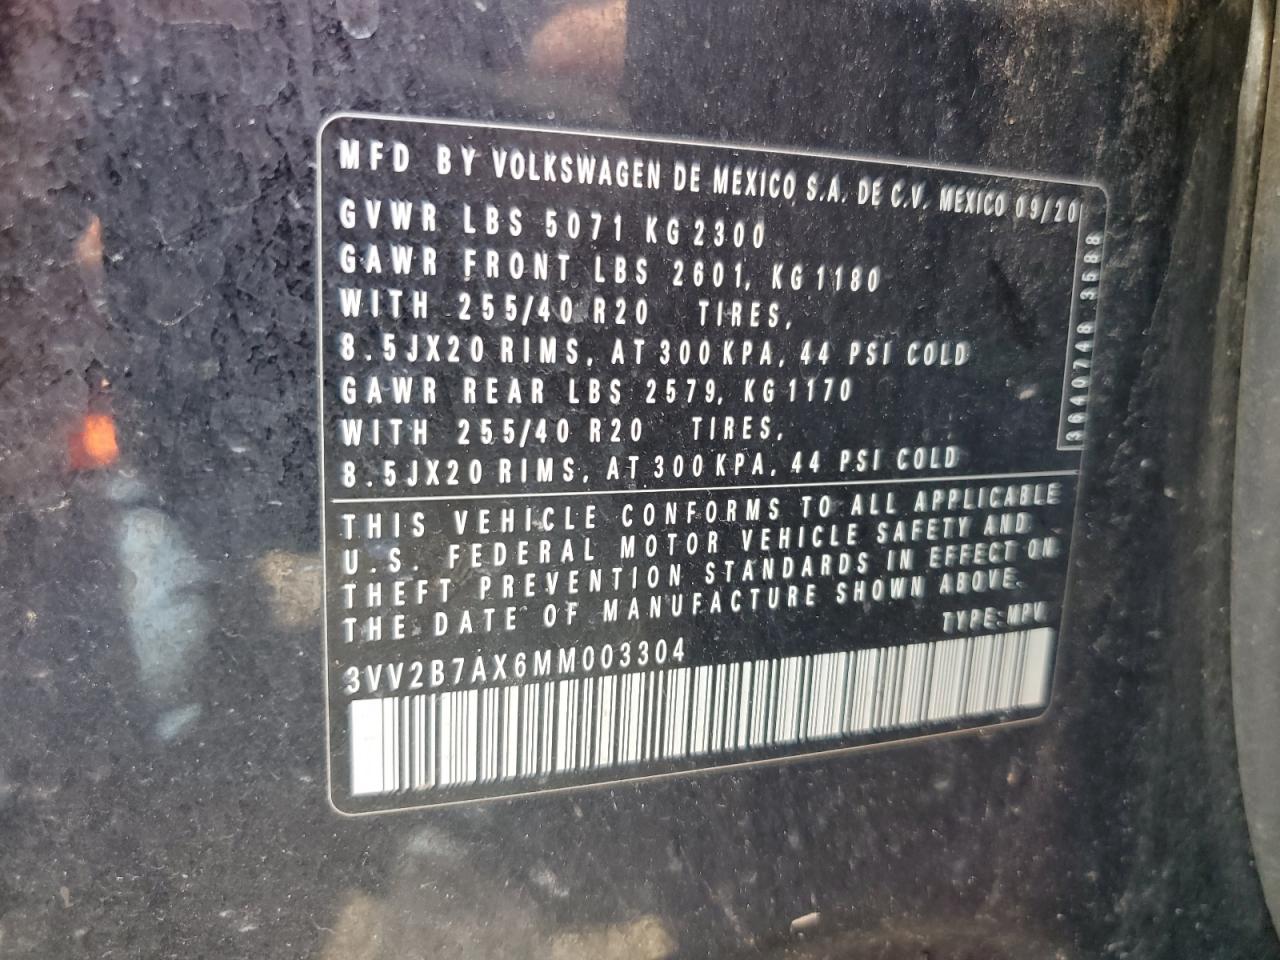 MFD BY VOLKSWAGEN DE MEXICO S.A. DE C.V. MEXICO 09/20
GVWR LBS 5071 KG 2300
GAWR FRONT LBS 2601, KG 1180
WITH 255/40 R20 TIRES,
8.5JX20 RIMS, AT 300 KPA, 44 PSI COLD
GAWR REAR LBS 2579, KG 1170
WITH 255/40 R20 TIRES,
8.5JX20 RIMS, AT 300 KPA, 44 PSI COLD
THIS VEHICLE CONFORMS TO ALL APPLICABLE
U.S. FEDERAL MOTOR VEHICLE SAFETY AND
THEFT PREVENTION STANDARDS IN EFFECT ON
THE DATE OF MANUFACTURE SHOWN ABOVE.
TYPE: MPV
3VV2B7AX6MM003304